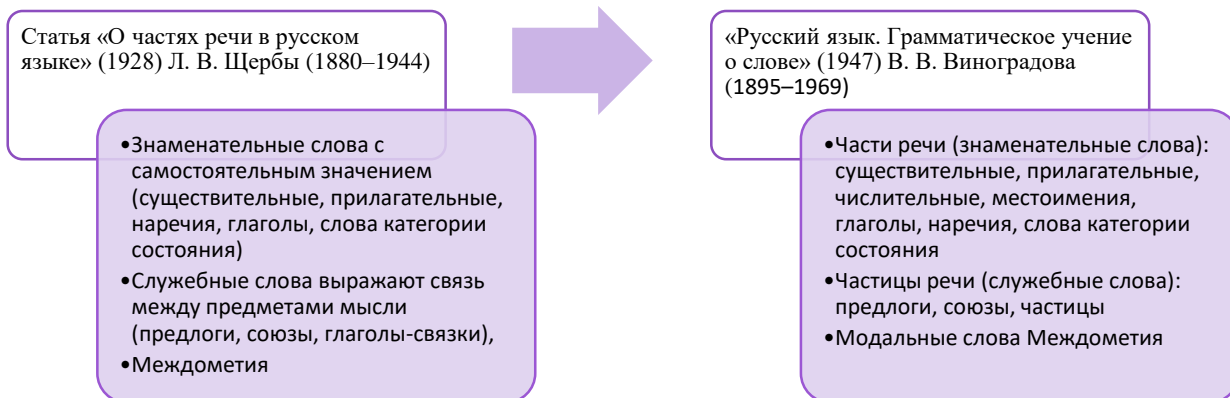 Статья «О частях речи в русском
языке» (1928) Л. В. Щербы (1880–1944)
•Знаменательные слова с
самостоятельным значением
(существительные, прилагательные,
наречия, глаголы, слова категории
состояния)
•Служебные слова выражают связь
между предметами мысли
(предлоги, союзы, глаголы-связки),
•Междометия
«Русский язык. Грамматическое учение
о слове» (1947) В. В. Виноградова
(1895–1969)
•Части речи (знаменательные слова):
существительные, прилагательные,
числительные, местоимения,
глаголы, наречия, слова категории
состояния
•Частицы речи (служебные слова):
предлоги, союзы, частицы
•Модальные слова Междометия